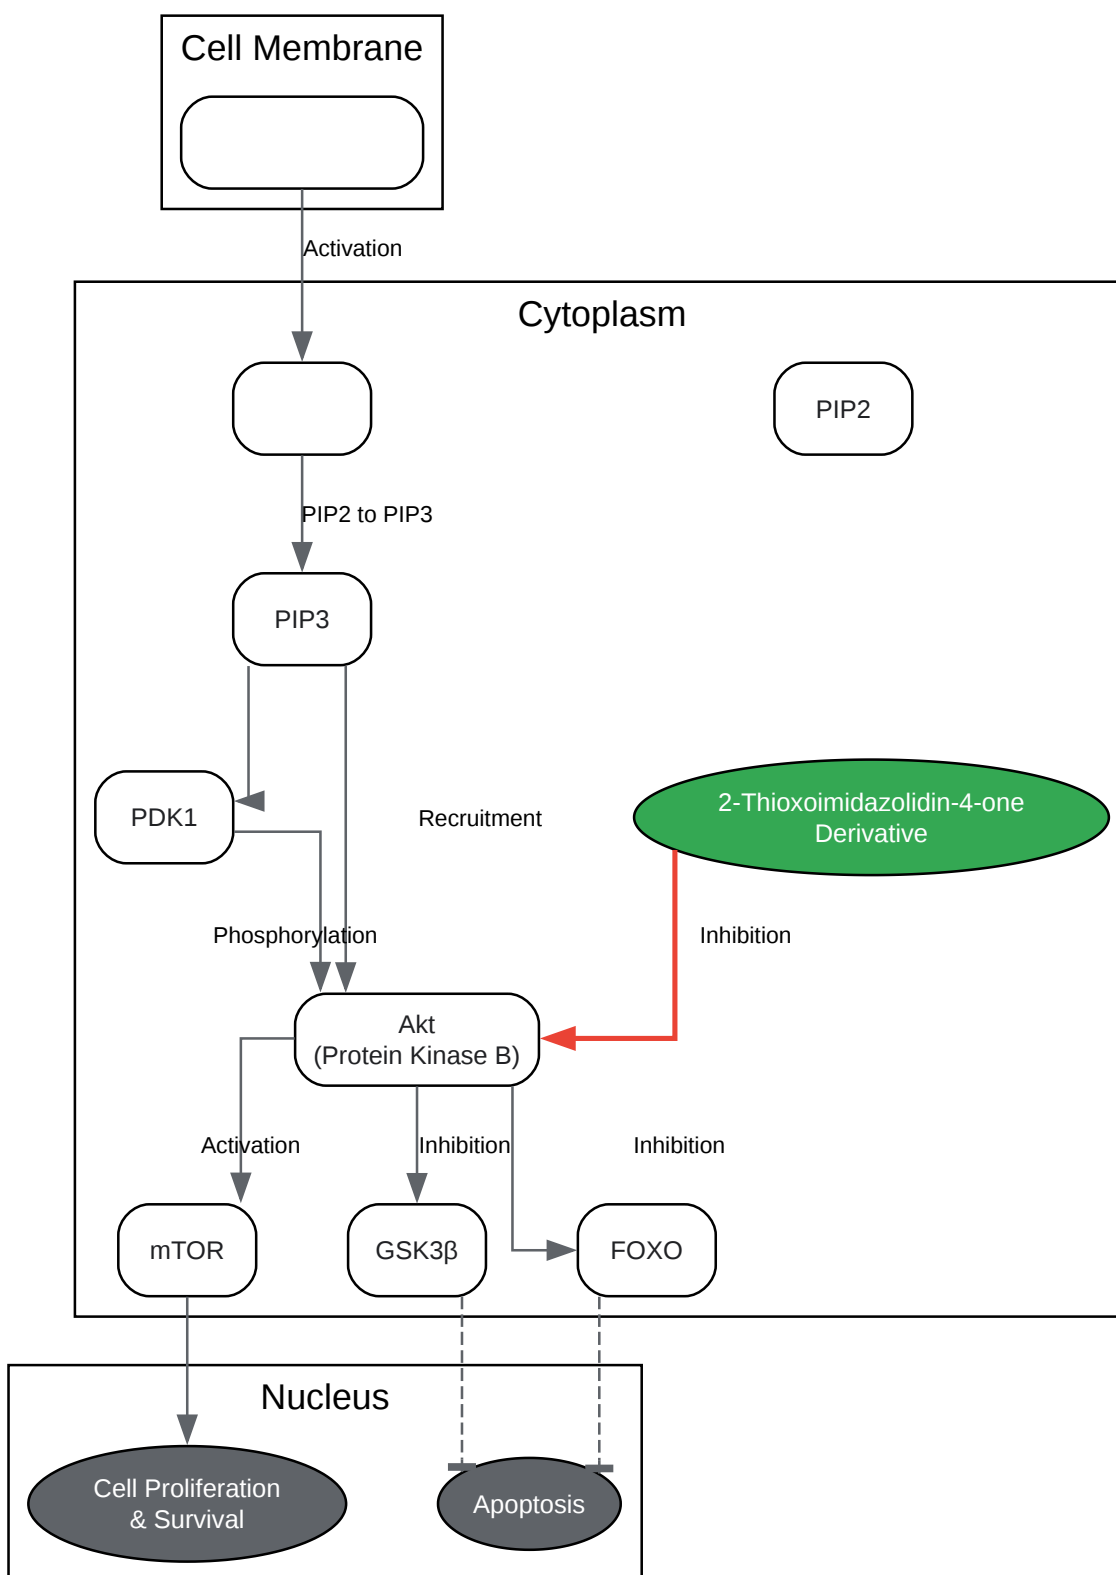 Cell Membrane
Activation
Cytoplasm
PIP2
PIP2 to PIP3
PIP3
PDK1
Recruitment
2-Thioxoimidazolidin-4-one
Derivative
Phosphorylation
Inhibition
Akt
(Protein Kinase B)
Activation
Inhibition
Inhibition
mTOR
GSK3β
FOXO
Nucleus
Cell Proliferation
& Survival
Apoptosis